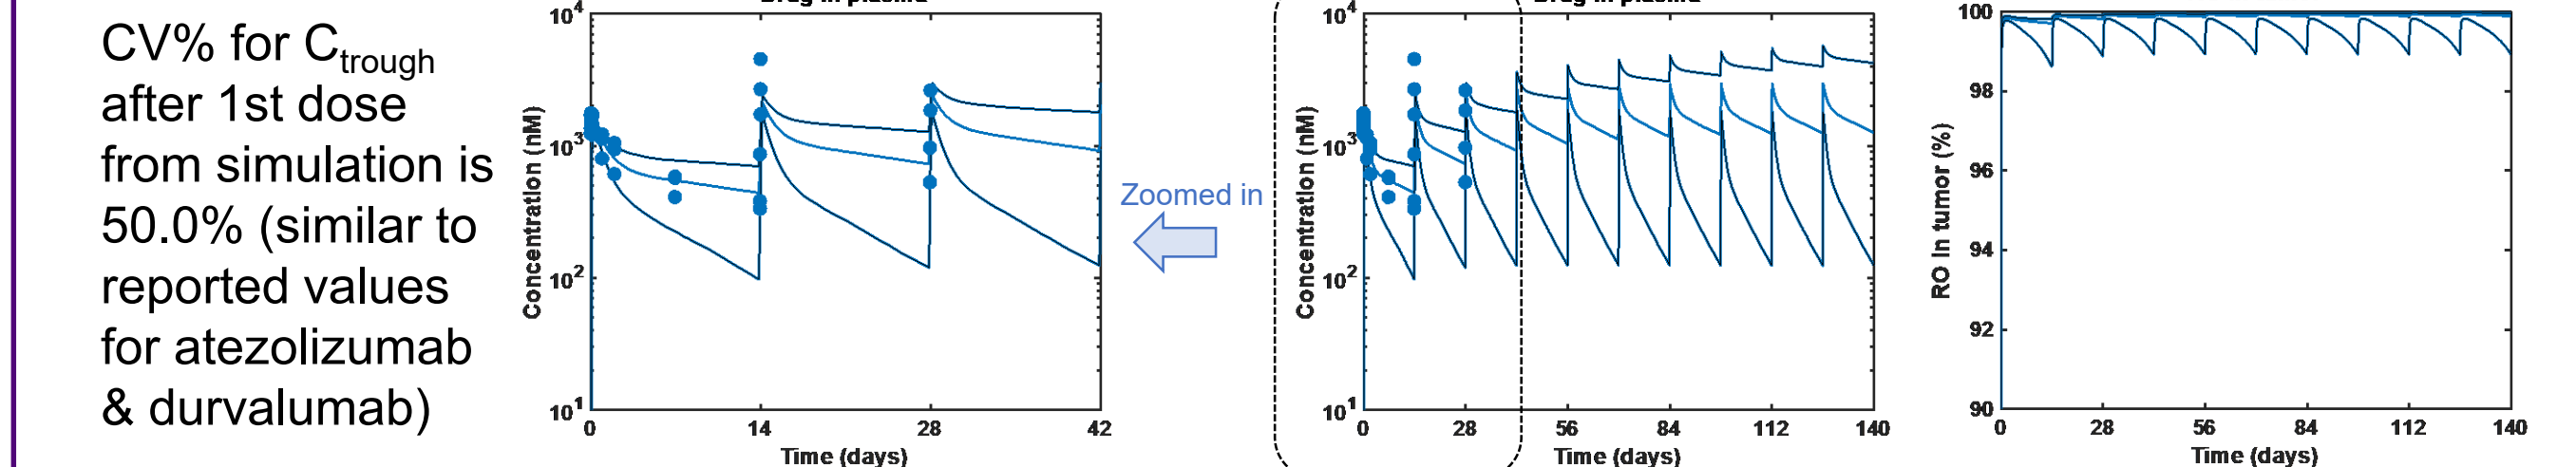 CV% for Ctrough
after 1st dose
from simulation is
50.0% (similar to
reported values
for atezolizumab
& durvalumab)
Concentration (nM)
10^4
10^3
10^2
10^1
0 14 28 42
Time (days)
Zoomed in
Concentration (nM)
10^4
10^3
10^2
10^1
0 28 56 84 112 140
Time (days)
RO in tumor (%)
100
98
96
94
92
90
0 28 56 84 112 140
Time (days)